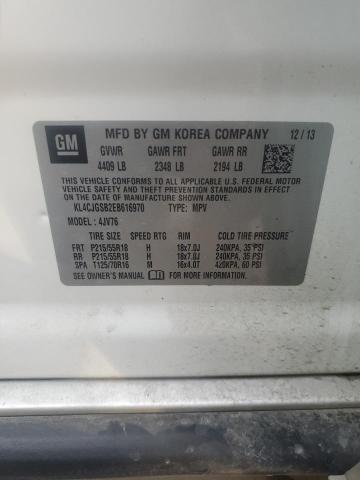 GM
MFD BY GM KOREA COMPANY 12/13
GVWR GAWR FRT GAWR RR
4409 LB 2348 LB 2194 LB
THIS VEHICLE CONFORMS TO ALL APPLICABLE U.S. FEDERAL MOTOR
VEHICLE SAFETY AND THEFT PREVENTION STANDARDS IN
EFFECT ON THE DATE OF MANUFACTURE SHOWN ABOVE.
KL4CJGSB2EB616970 TYPE: MPV
MODEL: 4JV76
TIRE SIZE SPEED RTG RIM COLD TIRE PRESSURE
FRT P215/55R18 H 18x7.0J 240KPA, 35 PSI
RR P215/55R18 H 18x7.0J 240KPA, 35 PSI
SPA T125/70R16 M 16x4.0T 420KPA, 60 PSI
SEE OWNER'S MANUAL FOR MORE INFORMATION